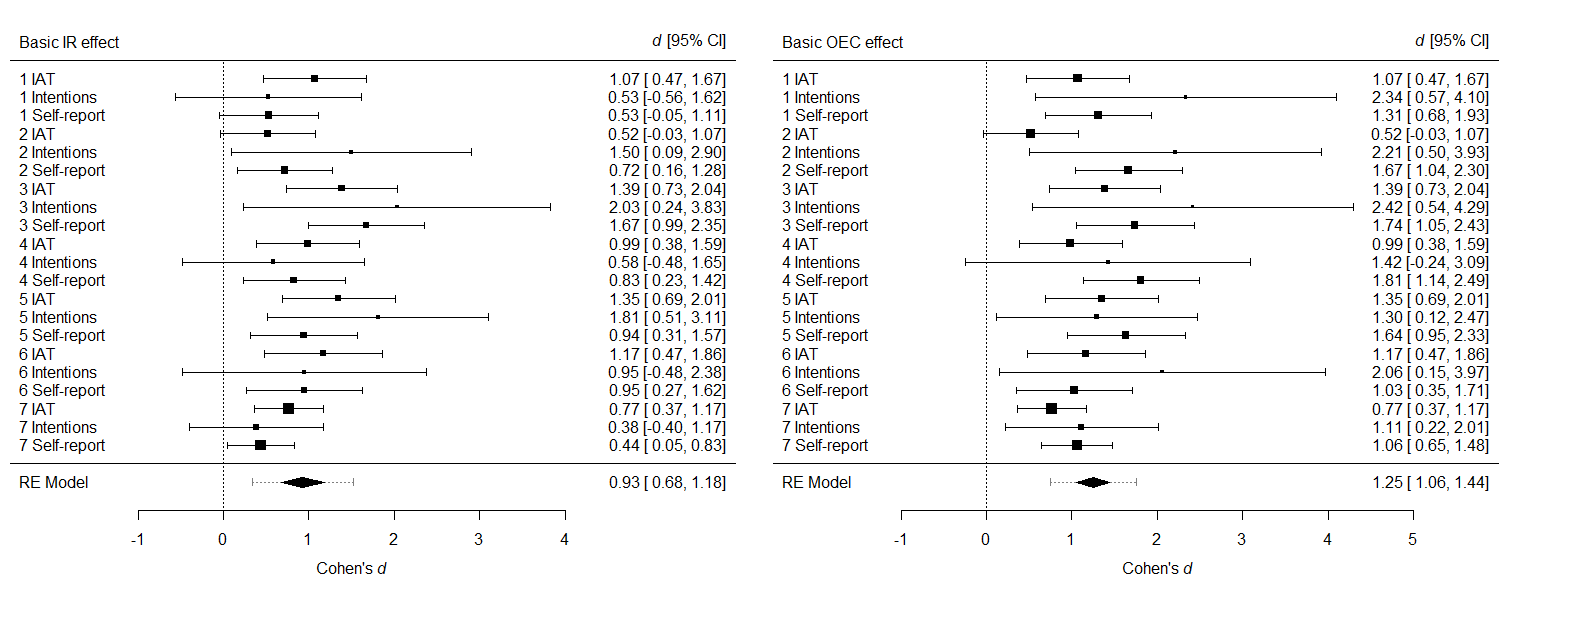 Basic IR effect d [95% CI]
1 IAT 1.07 [ 0.47, 1.67]
1 Intentions 0.53 [-0.56, 1.62]
1 Self-report 0.53 [-0.05, 1.11]
2 IAT 0.52 [-0.03, 1.07]
2 Intentions 1.50 [ 0.09, 2.90]
2 Self-report 0.72 [ 0.16, 1.28]
3 IAT 1.39 [ 0.73, 2.04]
3 Intentions 2.03 [ 0.24, 3.83]
3 Self-report 1.67 [ 0.99, 2.35]
4 IAT 0.99 [ 0.38, 1.59]
4 Intentions 0.58 [-0.48, 1.65]
4 Self-report 0.83 [ 0.23, 1.42]
5 IAT 1.35 [ 0.69, 2.01]
5 Intentions 1.81 [ 0.51, 3.11]
5 Self-report 0.94 [ 0.31, 1.57]
6 IAT 1.17 [ 0.47, 1.86]
6 Intentions 0.95 [-0.48, 2.38]
6 Self-report 0.95 [ 0.27, 1.62]
7 IAT 0.77 [ 0.37, 1.17]
7 Intentions 0.38 [-0.40, 1.17]
7 Self-report 0.44 [ 0.05, 0.83]
RE Model 0.93 [ 0.68, 1.18]
-1 0 1 2 3 4
Cohen's d
Basic OEC effect d [95% CI]
1 IAT 1.07 [ 0.47, 1.67]
1 Intentions 2.34 [ 0.57, 4.10]
1 Self-report 1.31 [ 0.68, 1.93]
2 IAT 0.52 [-0.03, 1.07]
2 Intentions 2.21 [ 0.50, 3.93]
2 Self-report 1.67 [ 1.04, 2.30]
3 IAT 1.39 [ 0.73, 2.04]
3 Intentions 2.42 [ 0.54, 4.29]
3 Self-report 1.74 [ 1.05, 2.43]
4 IAT 0.99 [ 0.38, 1.59]
4 Intentions 1.42 [-0.24, 3.09]
4 Self-report 1.81 [ 1.14, 2.49]
5 IAT 1.35 [ 0.69, 2.01]
5 Intentions 1.30 [ 0.12, 2.47]
5 Self-report 1.64 [ 0.95, 2.33]
6 IAT 1.17 [ 0.47, 1.86]
6 Intentions 2.06 [ 0.15, 3.97]
6 Self-report 1.03 [ 0.35, 1.71]
7 IAT 0.77 [ 0.37, 1.17]
7 Intentions 1.11 [ 0.22, 2.01]
7 Self-report 1.06 [ 0.65, 1.48]
RE Model 1.25 [ 1.06, 1.44]
-1 0 1 2 3 4 5
Cohen's d